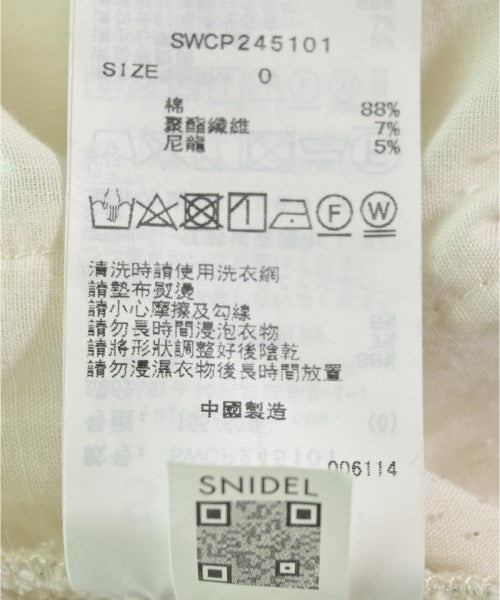 SWCP245101
SIZE 0
棉 88%
聚酯纖維 7%
尼龍 5%
F W
清洗時請使用洗衣網
請墊布熨燙
請小心摩擦及勾線
請勿長時間浸泡衣物
請將形狀調整好後陰乾
請勿浸濕衣物後長時間放置
中國製造
006114
SNIDEL